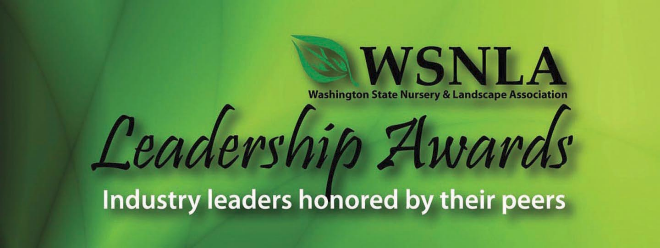 WSNLA
Washington State Nursery & Landscape Association
Leadership Awards
Industry leaders honored by their peers